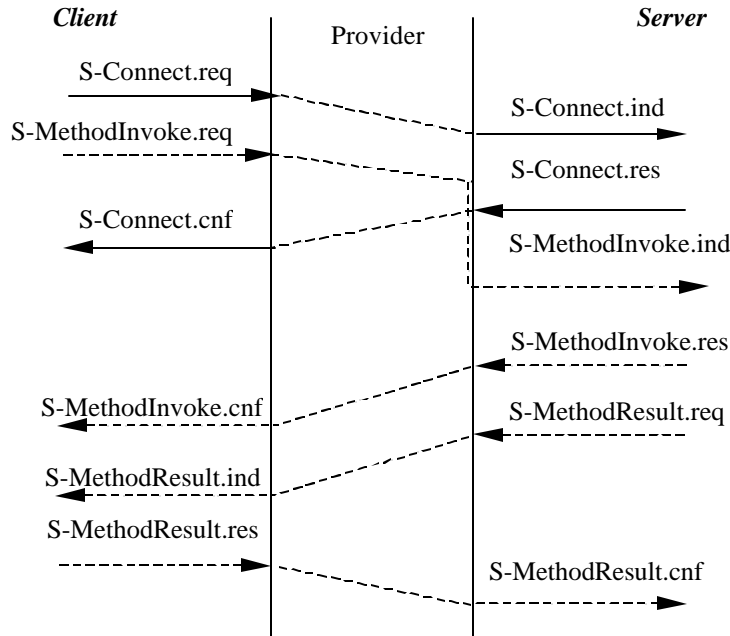 Client
Provider
Server
S-Connect.req
S-Connect.ind
S-MethodInvoke.req
S-Connect.res
S-Connect.cnf
S-MethodInvoke.ind
S-MethodInvoke.res
S-MethodInvoke.cnf
S-MethodResult.req
S-MethodResult.ind
S-MethodResult.res
S-MethodResult.cnf